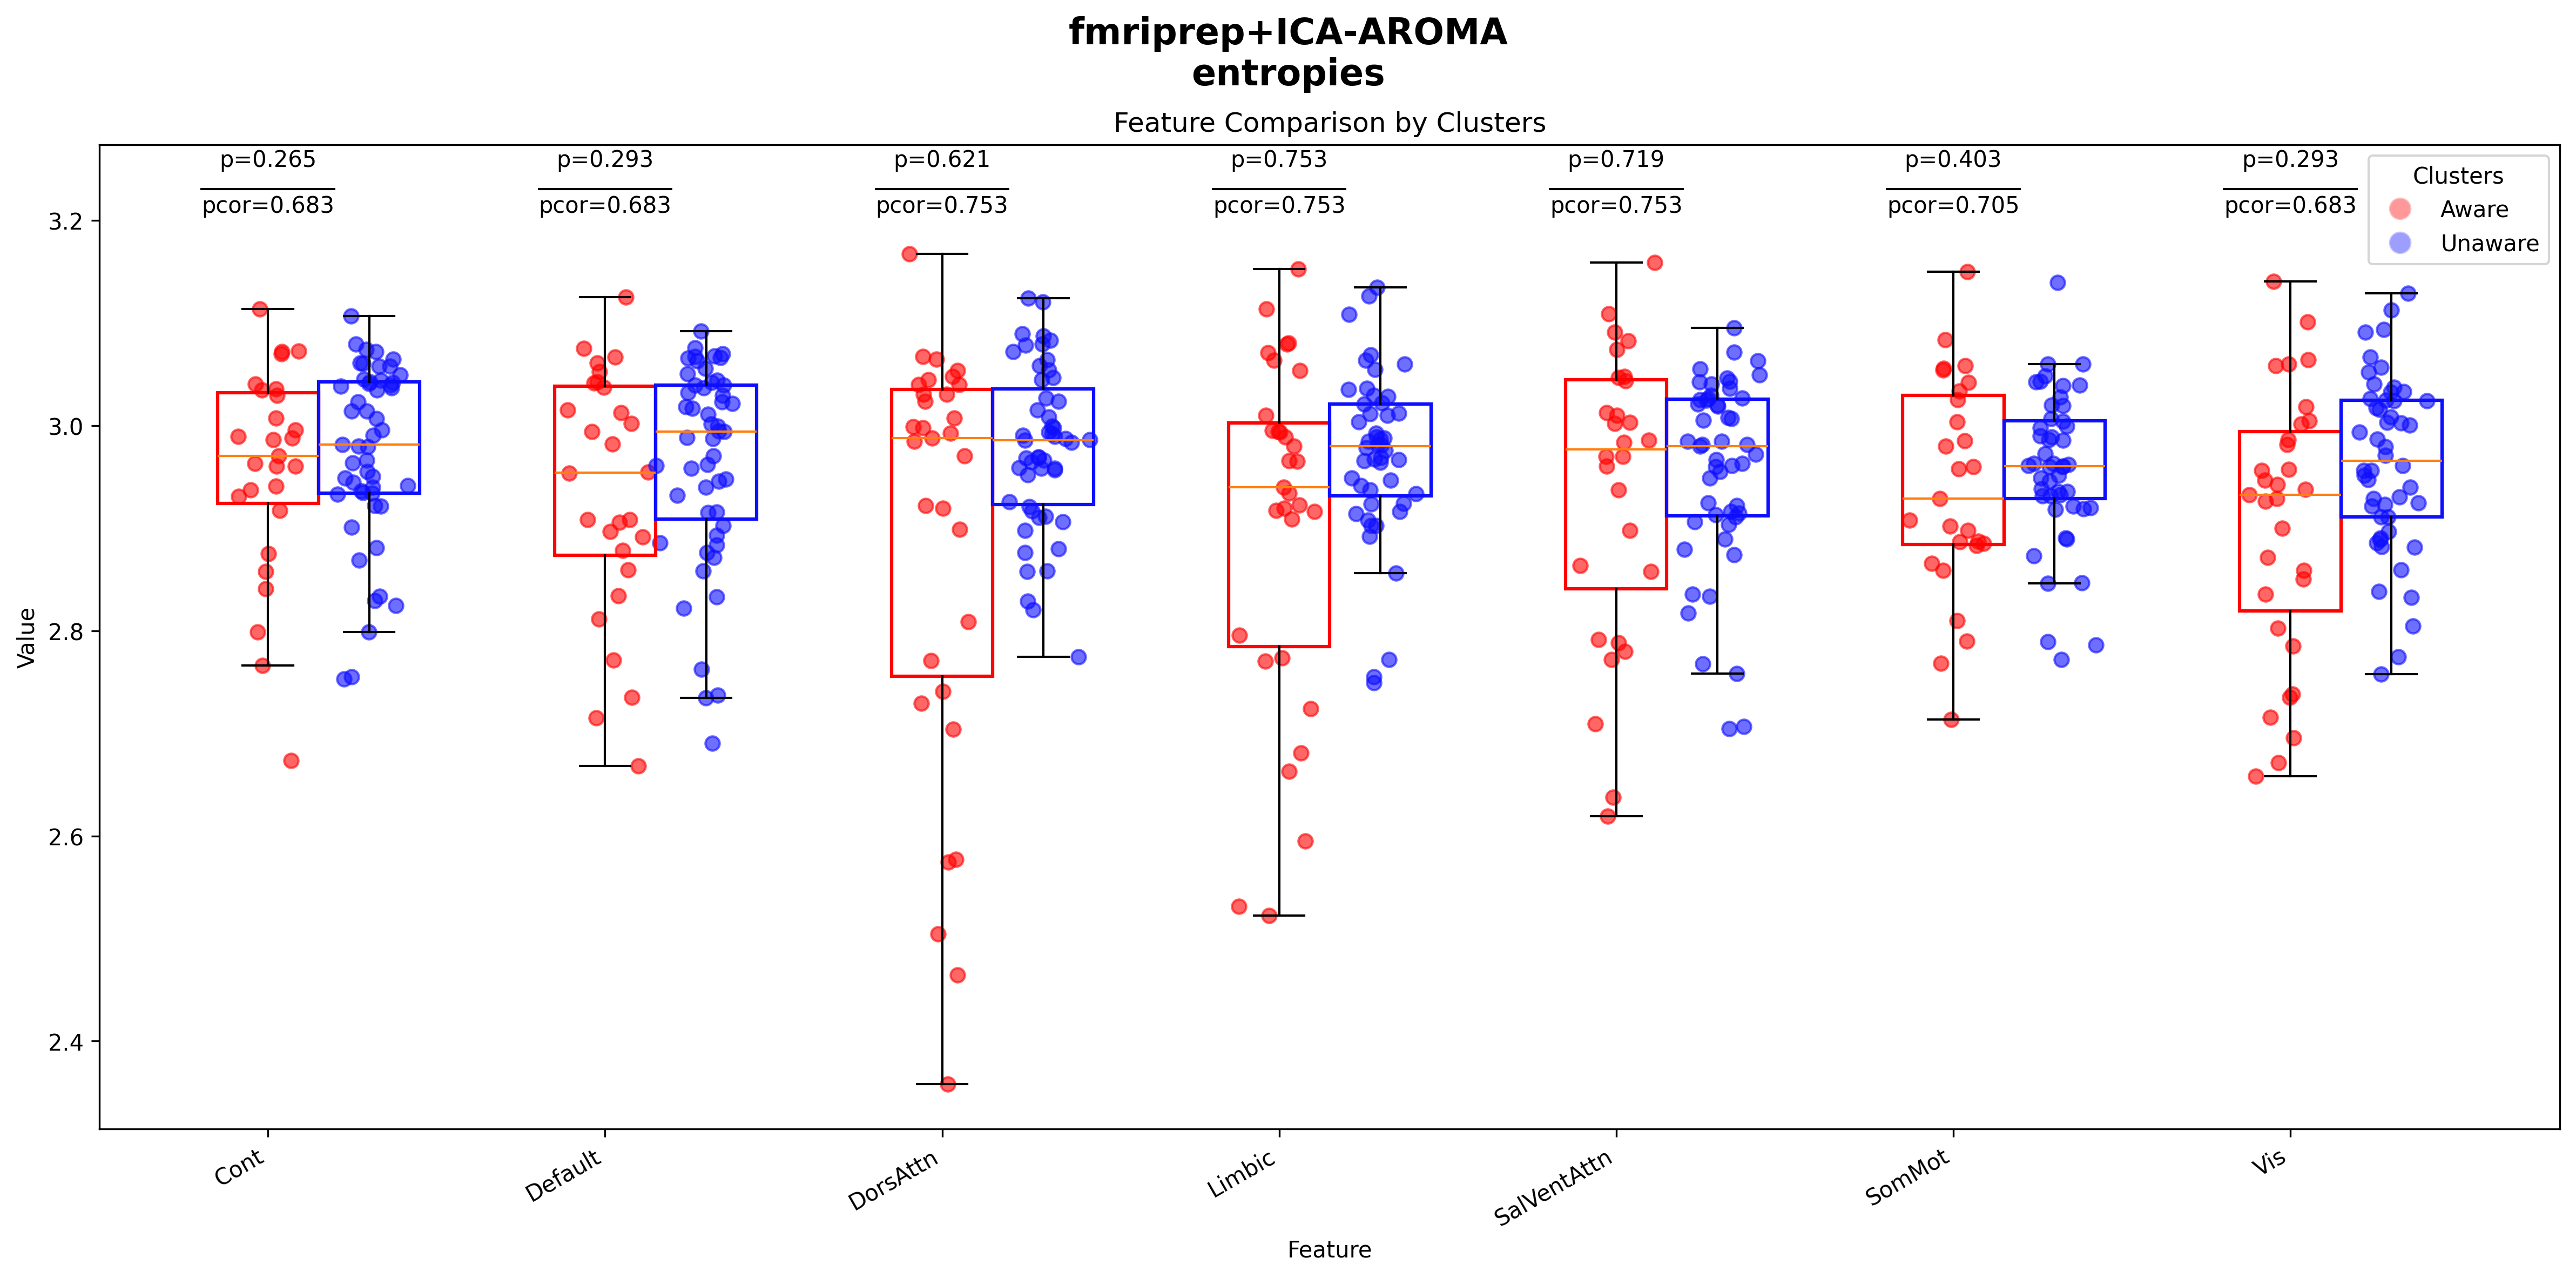 fmriprep+ICA-AROMA
entropies
Feature Comparison by Clusters
p=0.265 p=0.293 p=0.621 p=0.753 p=0.719 p=0.403 p=0.293
pcor=0.683 pcor=0.683 pcor=0.753 pcor=0.753 pcor=0.753 pcor=0.705 pcor=0.683
Clusters
Aware
Unaware
3.2
3.0
2.8
2.6
2.4
Value
Cont Default DorsAttn Limbic SalVentAttn SomMot Vis
Feature